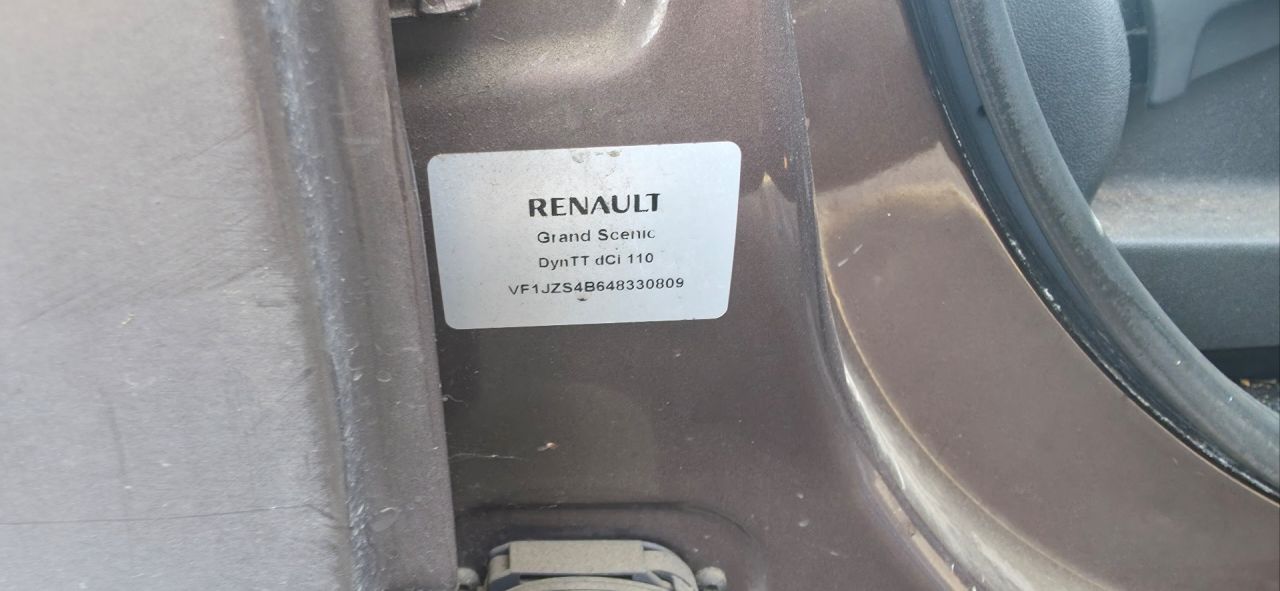 RENAULT
Grand Scenic
DynTT dCi 110
VF1JZS4B648330809